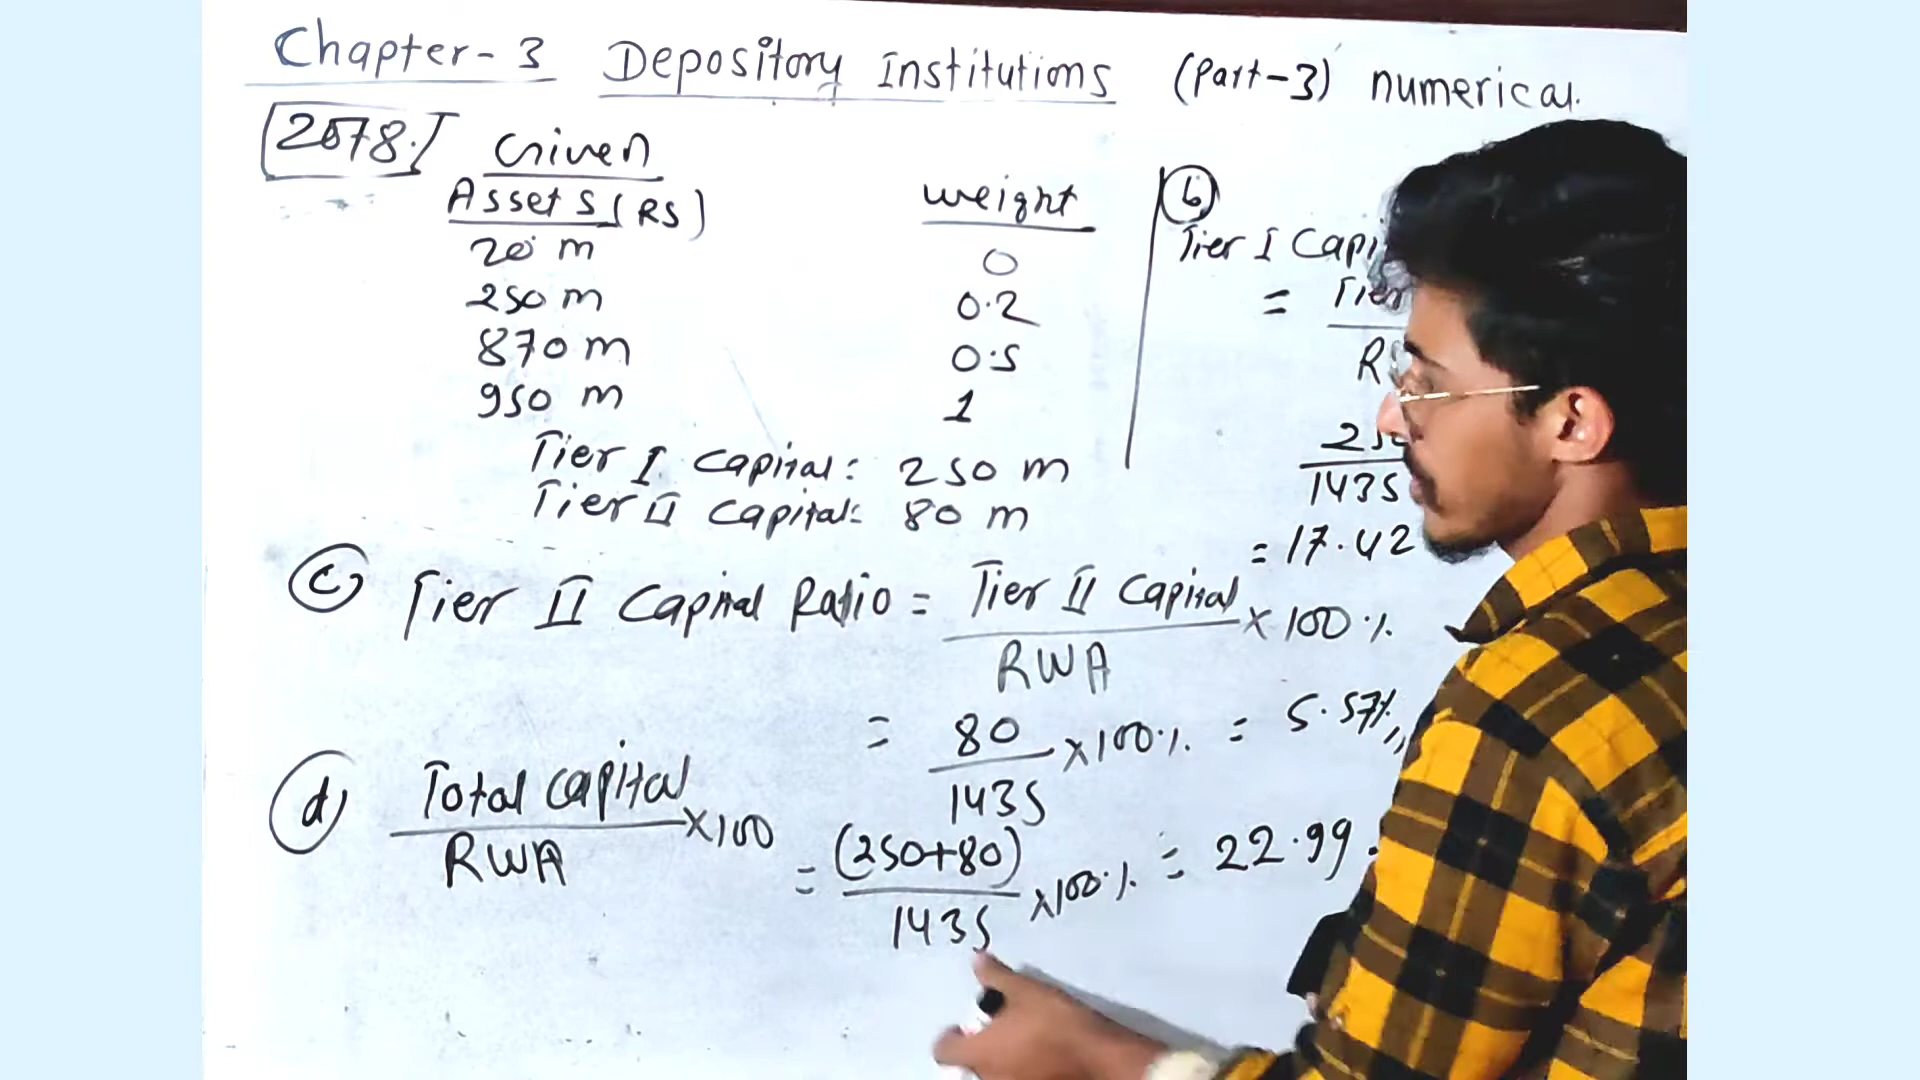 Chapter-3 Depository Institutions (Part-3) numerical.
2078. Given
Assets (RS) weight
20 m 0
250 m 0.2
870 m 0.5
950 m 1
Tier I Capital: 250 m
Tier II Capital: 80 m
b
Tier I Capi
= Tier
R
1435
= 17.42
c Tier II Capital Ratio = Tier II Capital / RWA × 100 %
= 80 / 1435 × 100 % = 5.57%
d Total Capital / RWA × 100 = (250+80) / 1435 × 100 % = 22.99